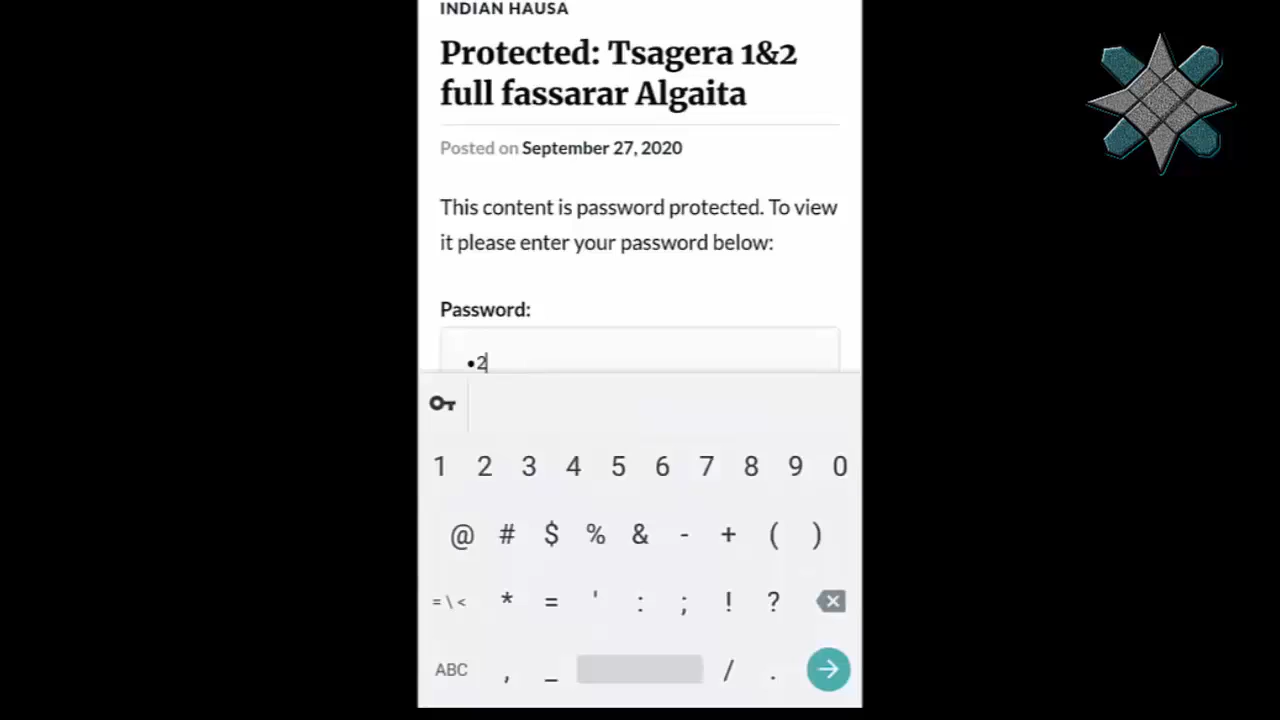 INDIAN HAUSA
Protected: Tsagera 1&2
full fassarar Algaita
Posted on September 27, 2020
This content is password protected. To view
it please enter your password below:
Password:
•2
1 2 3 4 5 6 7 8 9 0
@ # $ % & - + ( )
= \ < * = ' : ; ! ?
ABC , _ / .